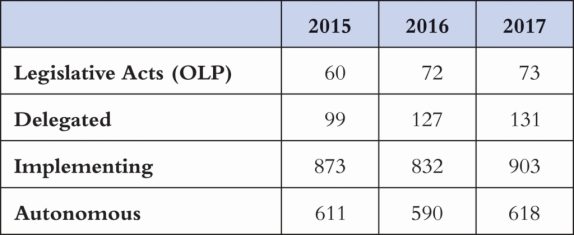 2015 2016 2017
Legislative Acts (OLP) 60 72 73
Delegated 99 127 131
Implementing 873 832 903
Autonomous 611 590 618